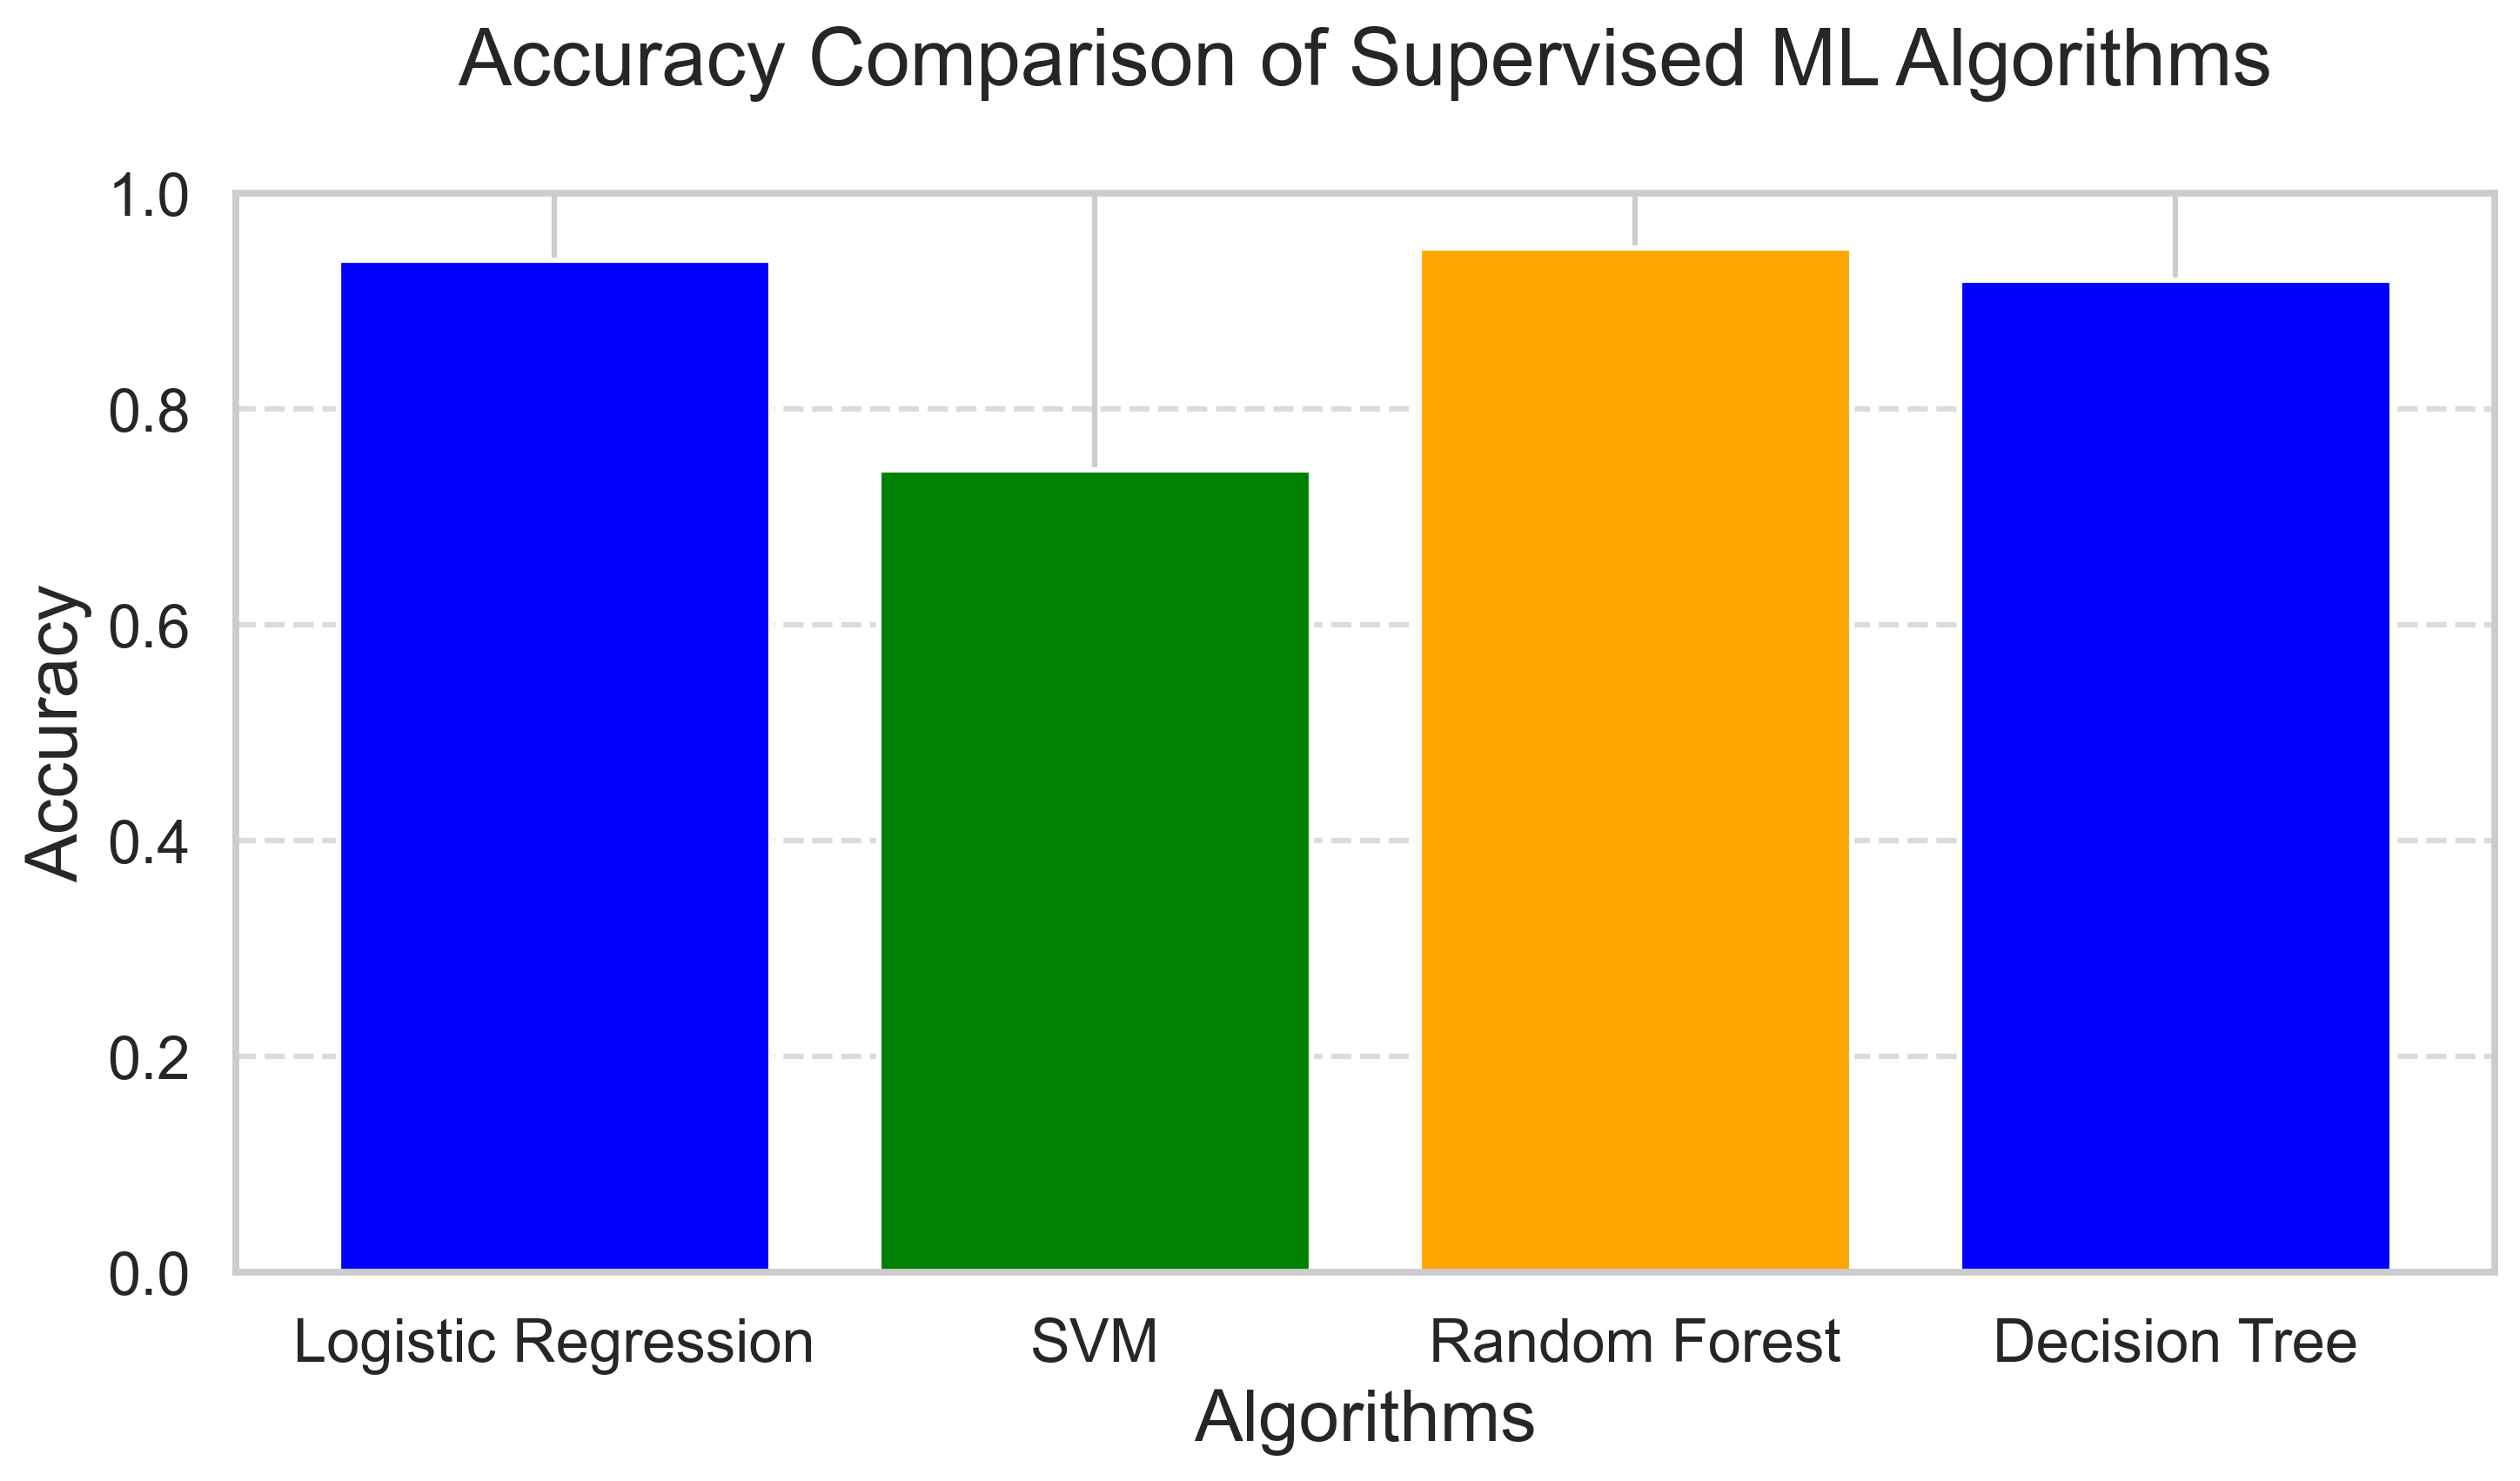 Accuracy Comparison of Supervised ML Algorithms
1.0
0.8
0.6
0.4
0.2
0.0
Accuracy
Logistic Regression SVM Random Forest Decision Tree
Algorithms